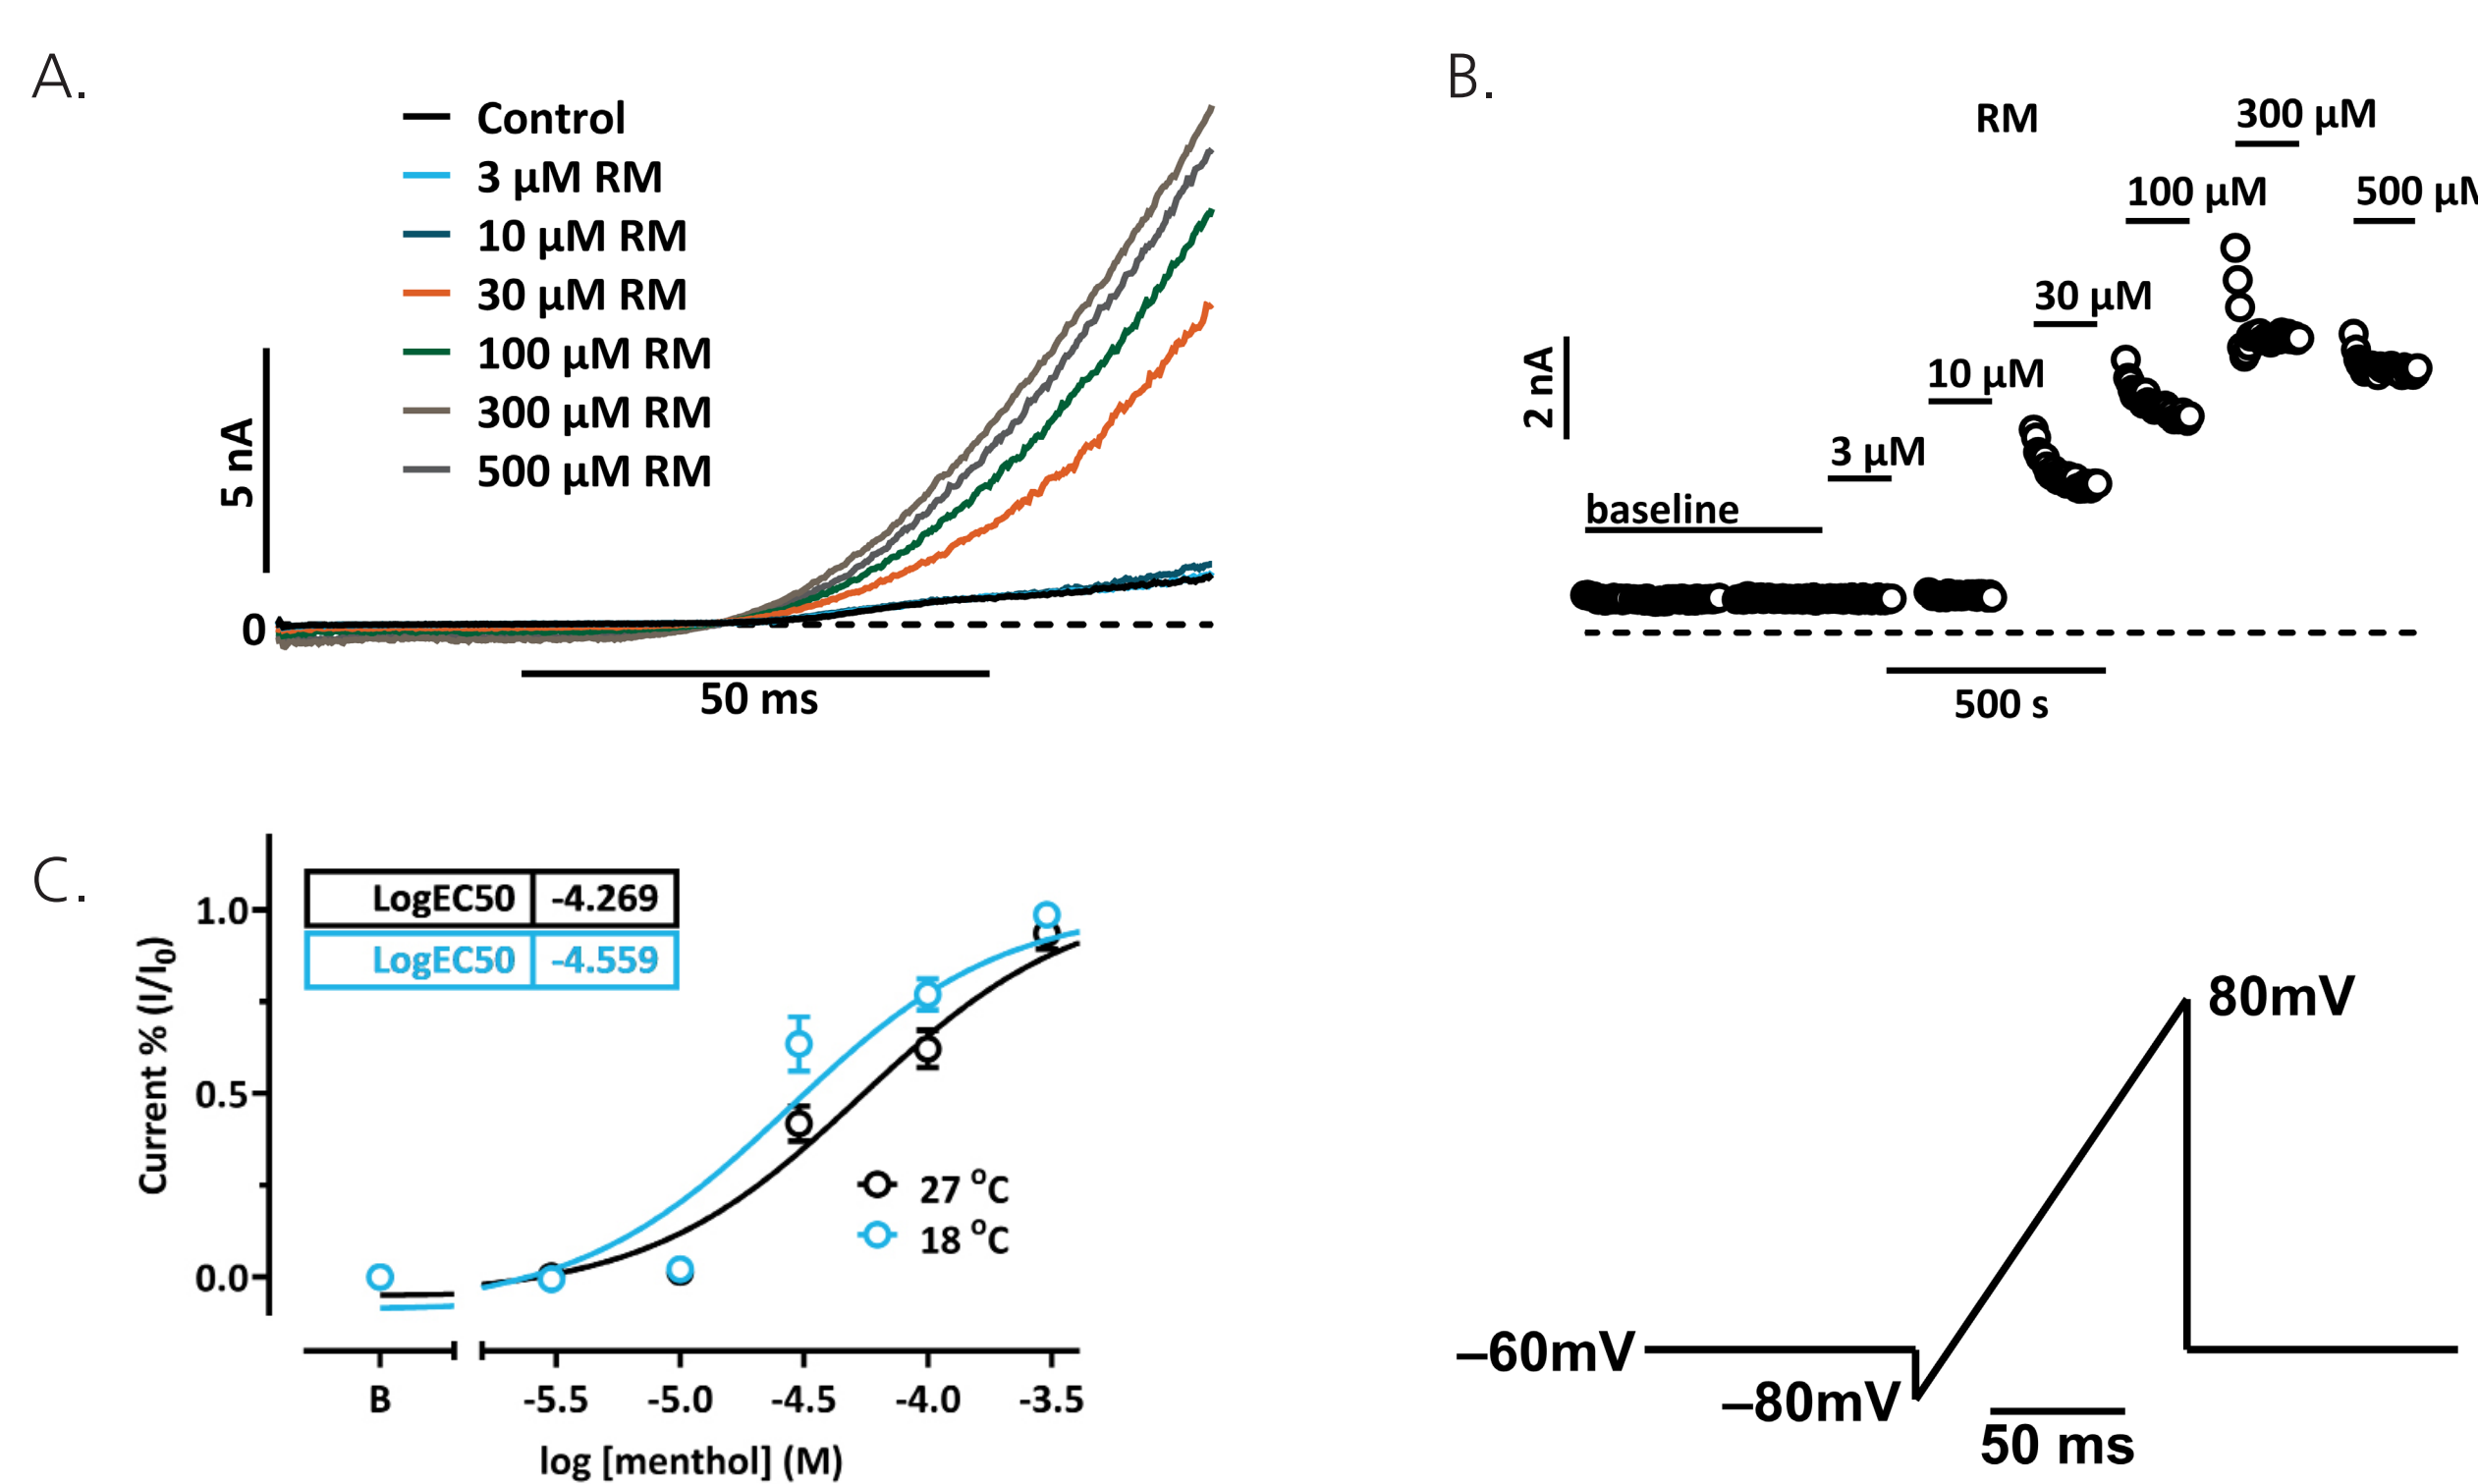 A.
Control
3 µM RM
10 µM RM
30 µM RM
100 µM RM
300 µM RM
500 µM RM
5 nA
0
50 ms
B.
RM
300 µM
100 µM
500 µM
30 µM
10 µM
3 µM
2 nA
baseline
500 s
C.
LogEC50 -4.269
LogEC50 -4.559
Current % (I/I₀)
1.0
0.5
0.0
27 °C
18 °C
B -5.5 -5.0 -4.5 -4.0 -3.5
log [menthol] (M)
80mV
–60mV
–80mV
50 ms